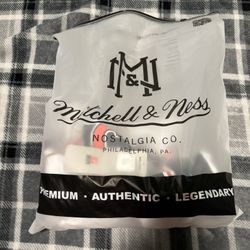 M&N
Mitchell & Ness
NOSTALGIA CO.
PHILADELPHIA, PA.
PREMIUM • AUTHENTIC • LEGENDARY